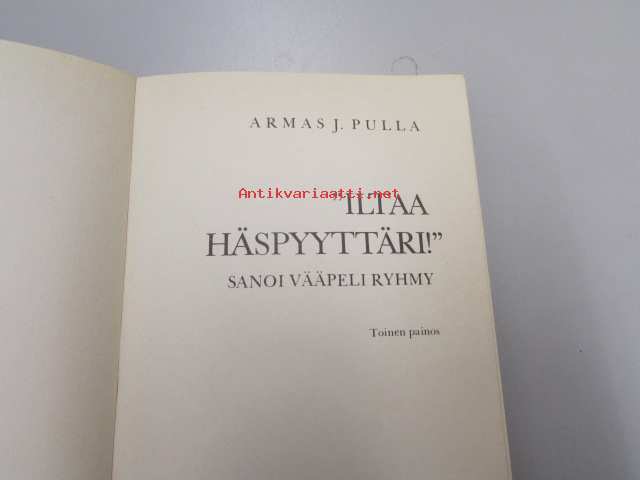 ARMAS J. PULLA
Antikvariaatti.net
”ILTAA
HÄSPYYTTÄRI!”
SANOI VÄÄPELI RYHMY
Toinen painos